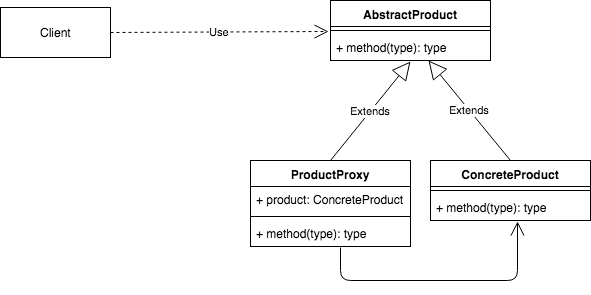 Client
Use
AbstractProduct
+ method(type): type
Extends
Extends
ProductProxy
+ product: ConcreteProduct
+ method(type): type
ConcreteProduct
+ method(type): type